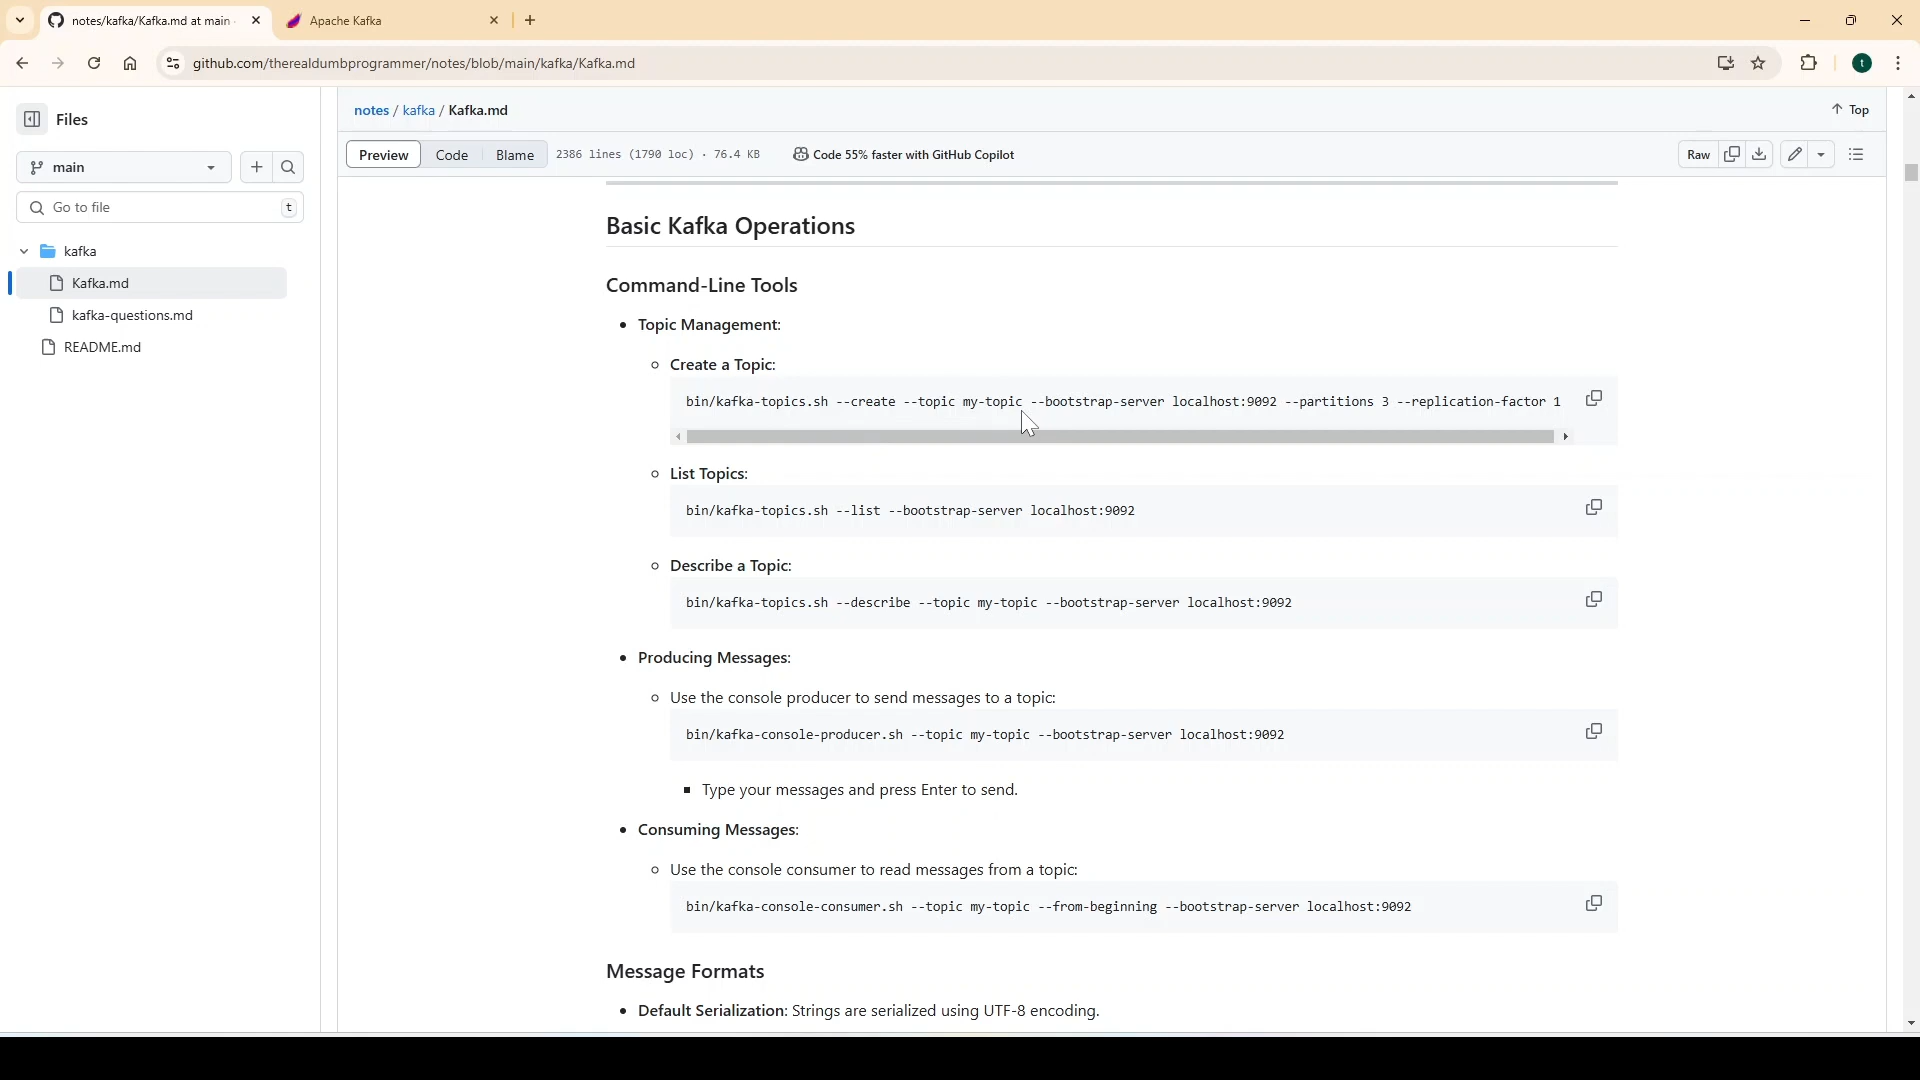 notes/kafka/Kafka.md at main
Apache Kafka
github.com/therealdumbprogrammer/notes/blob/main/kafka/Kafka.md
t
Files
notes / kafka / Kafka.md
Top
main
Preview
Code
Blame
2386 lines (1790 loc) · 76.4 KB
Code 55% faster with GitHub Copilot
Raw
Go to file
t
kafka
Kafka.md
kafka-questions.md
README.md
Basic Kafka Operations
Command-Line Tools
• Topic Management:
Create a Topic:
bin/kafka-topics.sh --create --topic my-topic --bootstrap-server localhost:9092 --partitions 3 --replication-factor 1
List Topics:
bin/kafka-topics.sh --list --bootstrap-server localhost:9092
Describe a Topic:
bin/kafka-topics.sh --describe --topic my-topic --bootstrap-server localhost:9092
• Producing Messages:
Use the console producer to send messages to a topic:
bin/kafka-console-producer.sh --topic my-topic --bootstrap-server localhost:9092
Type your messages and press Enter to send.
• Consuming Messages:
Use the console consumer to read messages from a topic:
bin/kafka-console-consumer.sh --topic my-topic --from-beginning --bootstrap-server localhost:9092
Message Formats
• Default Serialization: Strings are serialized using UTF-8 encoding.